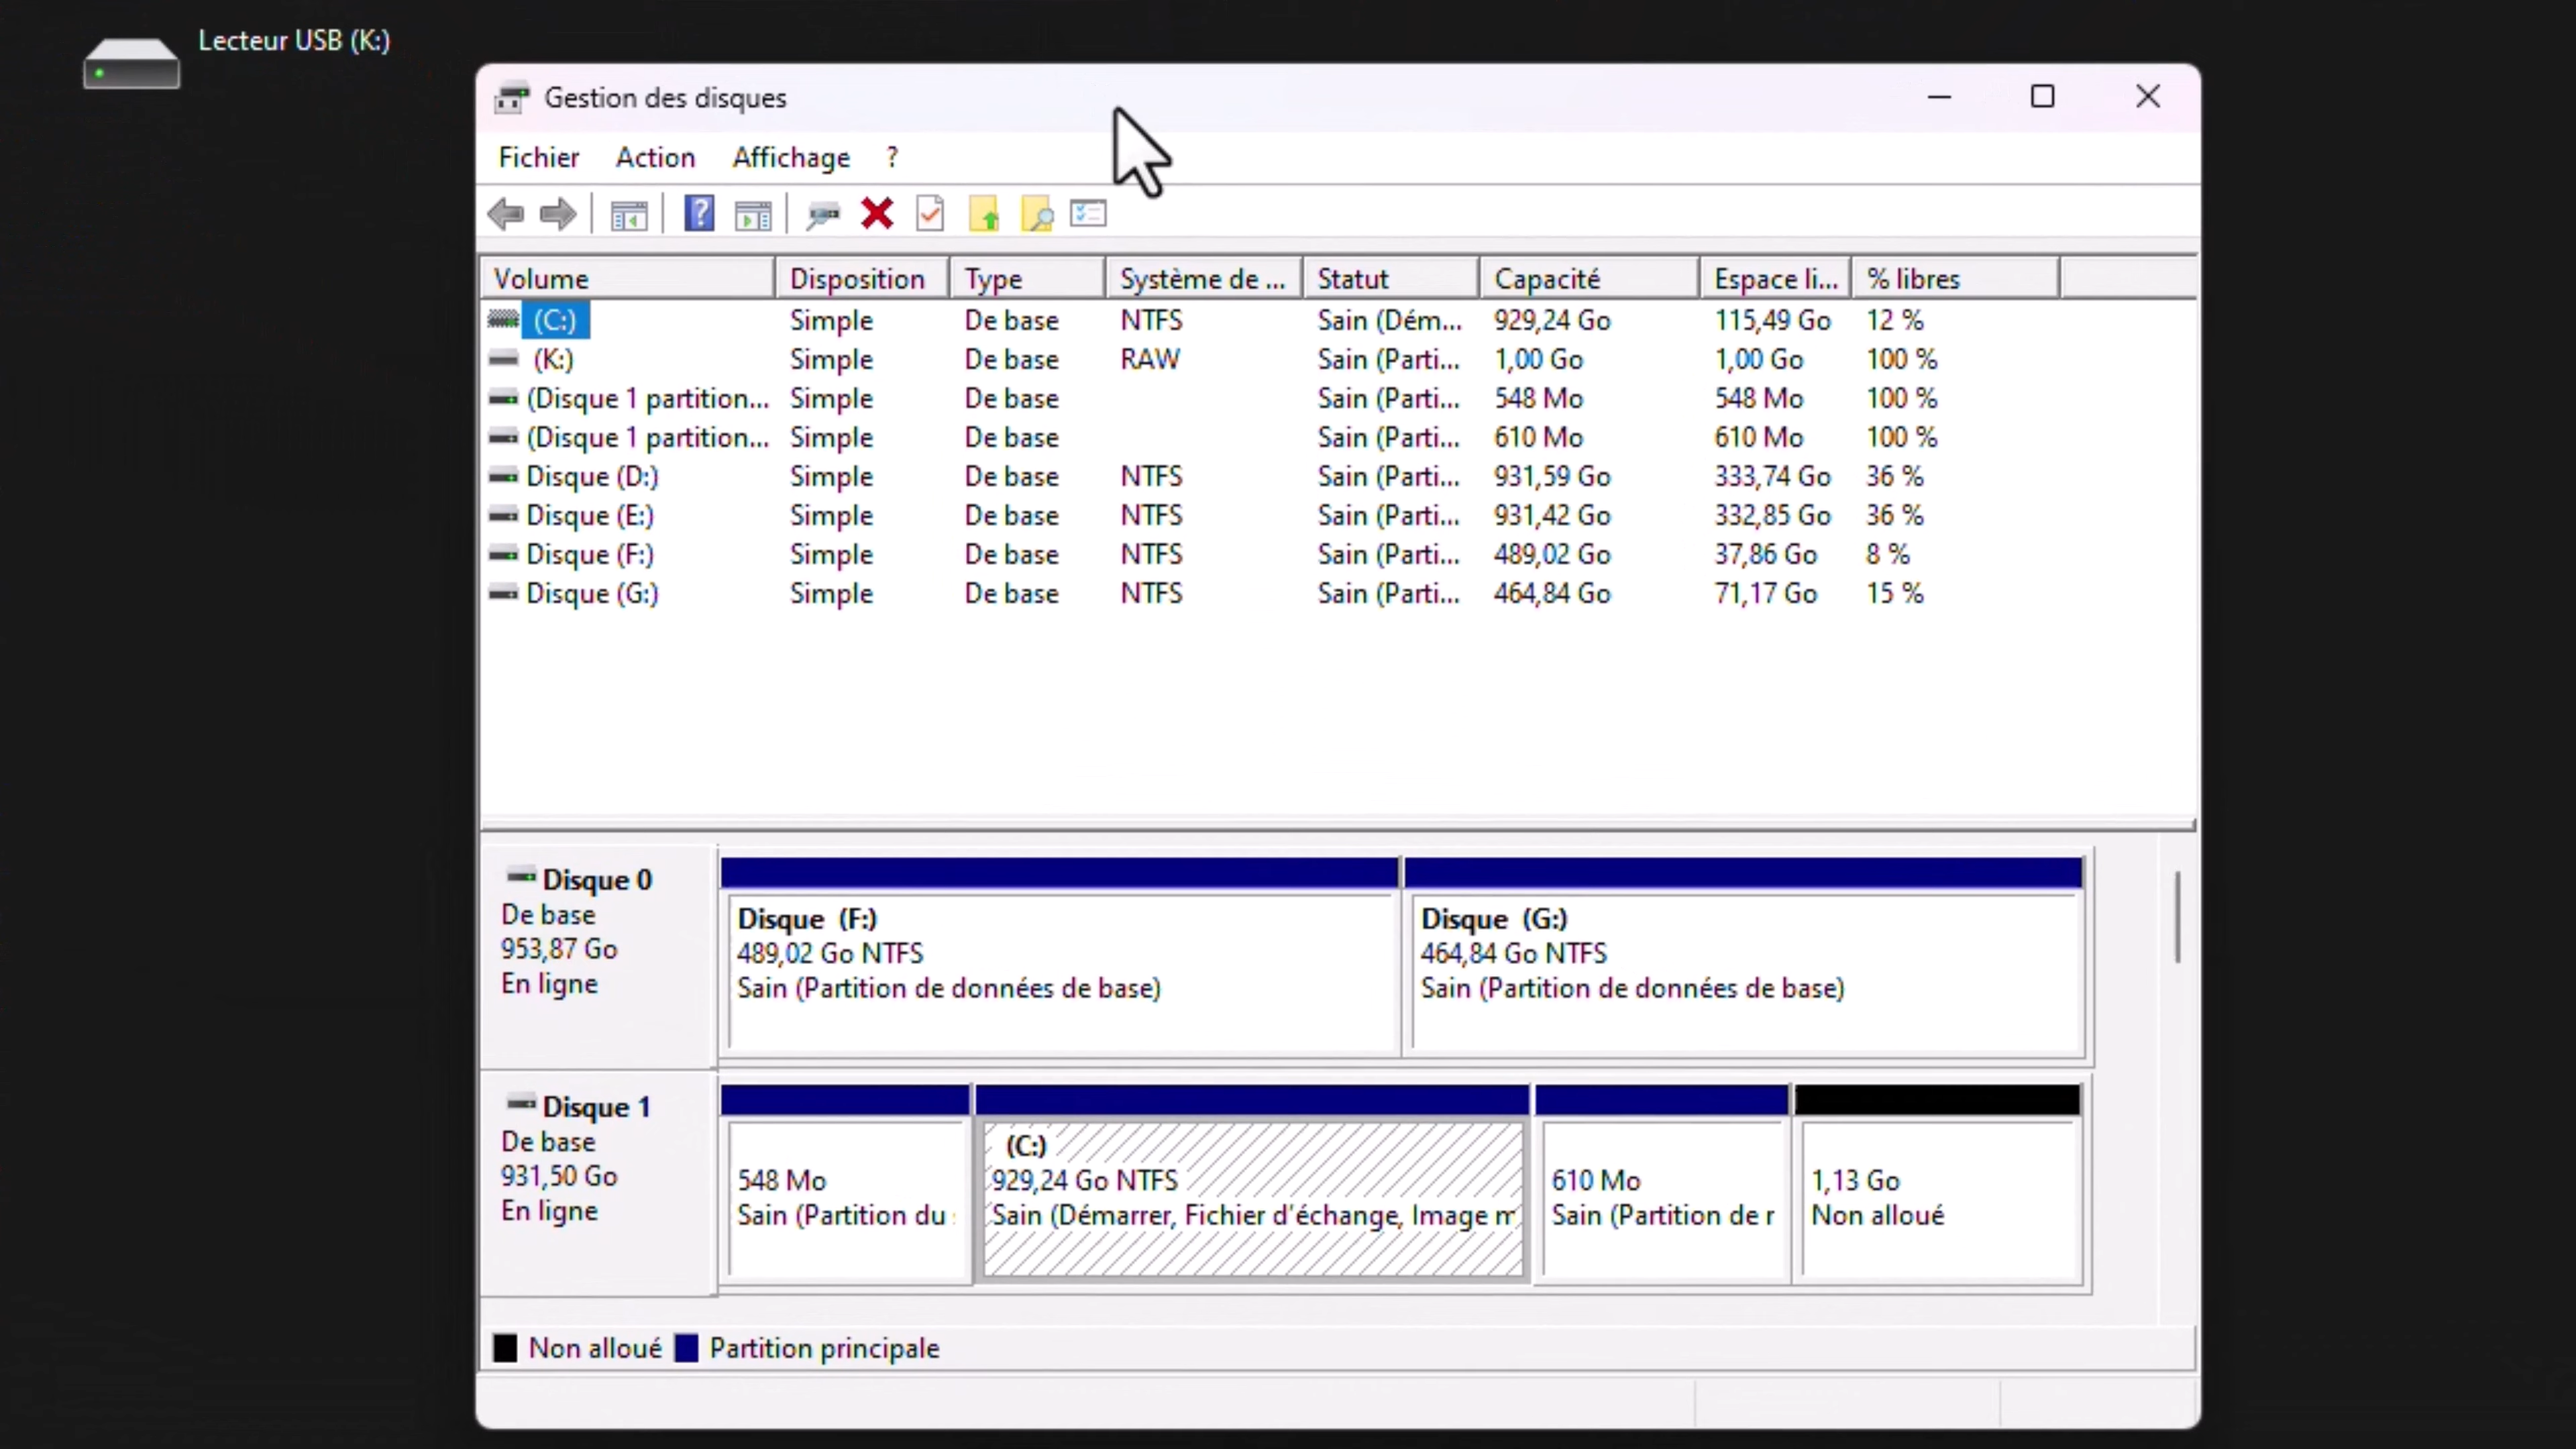 Lecteur USB (K:)
Gestion des disques
Fichier Action Affichage ?
Volume Disposition Type Système de ... Statut Capacité Espace li... % libres
(C:) Simple De base NTFS Sain (Dém... 929,24 Go 115,49 Go 12 %
(K:) Simple De base RAW Sain (Parti... 1,00 Go 1,00 Go 100 %
(Disque 1 partition... Simple De base Sain (Parti... 548 Mo 548 Mo 100 %
(Disque 1 partition... Simple De base Sain (Parti... 610 Mo 610 Mo 100 %
Disque (D:) Simple De base NTFS Sain (Parti... 931,59 Go 333,74 Go 36 %
Disque (E:) Simple De base NTFS Sain (Parti... 931,42 Go 332,85 Go 36 %
Disque (F:) Simple De base NTFS Sain (Parti... 489,02 Go 37,86 Go 8 %
Disque (G:) Simple De base NTFS Sain (Parti... 464,84 Go 71,17 Go 15 %
Disque 0
De base
953,87 Go
En ligne
Disque (F:)
489,02 Go NTFS
Sain (Partition de données de base)
Disque (G:)
464,84 Go NTFS
Sain (Partition de données de base)
Disque 1
De base
931,50 Go
En ligne
548 Mo
Sain (Partition du
(C:)
929,24 Go NTFS
Sain (Démarrer, Fichier d'échange, Image m
610 Mo
Sain (Partition de r
1,13 Go
Non alloué
Non alloué Partition principale